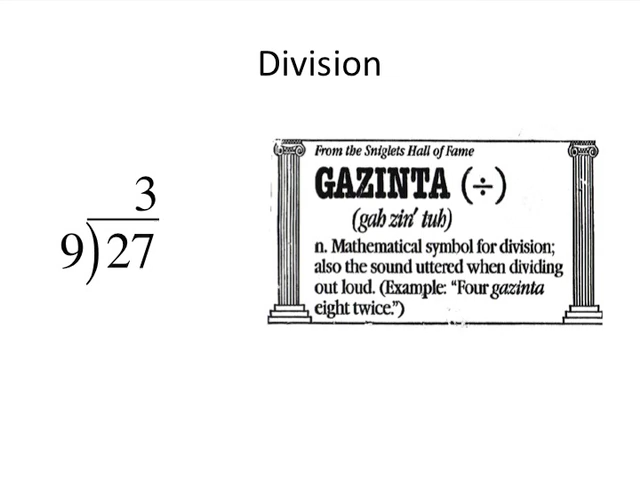 Division
3
9)27
From the Sniglets Hall of Fame
GAZINTA (÷)
(gah zin' tuh)
n. Mathematical symbol for division;
also the sound uttered when dividing
out loud. (Example: “Four gazinta
eight twice.”)